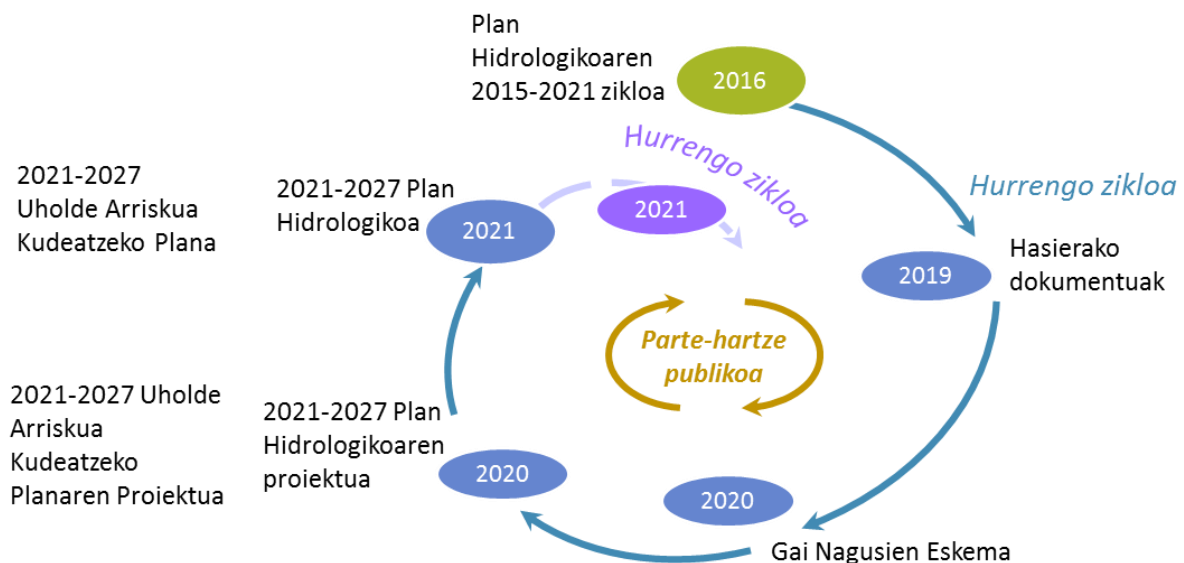 Plan
Hidrologikoaren
2015-2021 zikloa
2016
Hurrengo zikloa
Hurrengo zikloa
2021-2027
Uholde Arriskua
Kudeatzeko Plana
2021-2027 Plan
Hidrologikoa
2021
2021
2019
Hasierako
dokumentuak
Parte-hartze
publikoa
2021-2027 Uholde
Arriskua
Kudeatzeko
Planaren Proiektua
2021-2027 Plan
Hidrologikoaren
proiektua
2020
2020
Gai Nagusien Eskema